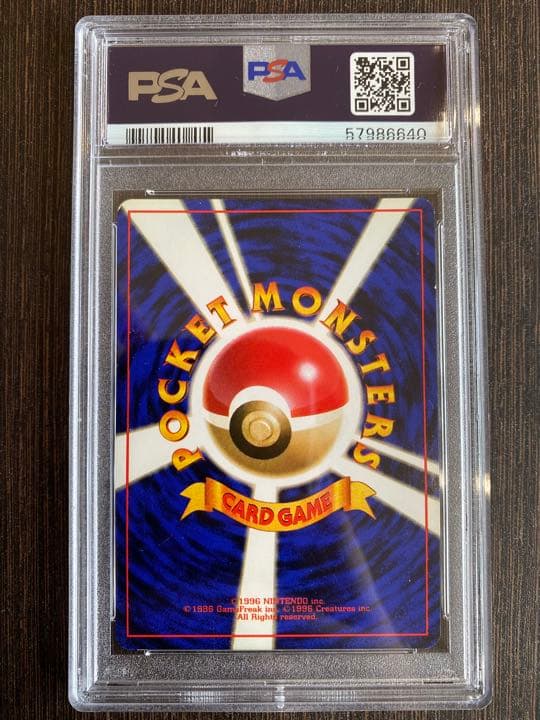 PSA
PSA
57986640
POCKET MONSTERS
CARD GAME
©1996 NINTENDO inc.
©1996 GameFreak inc. ©1996 Creatures inc.
All Rights reserved.